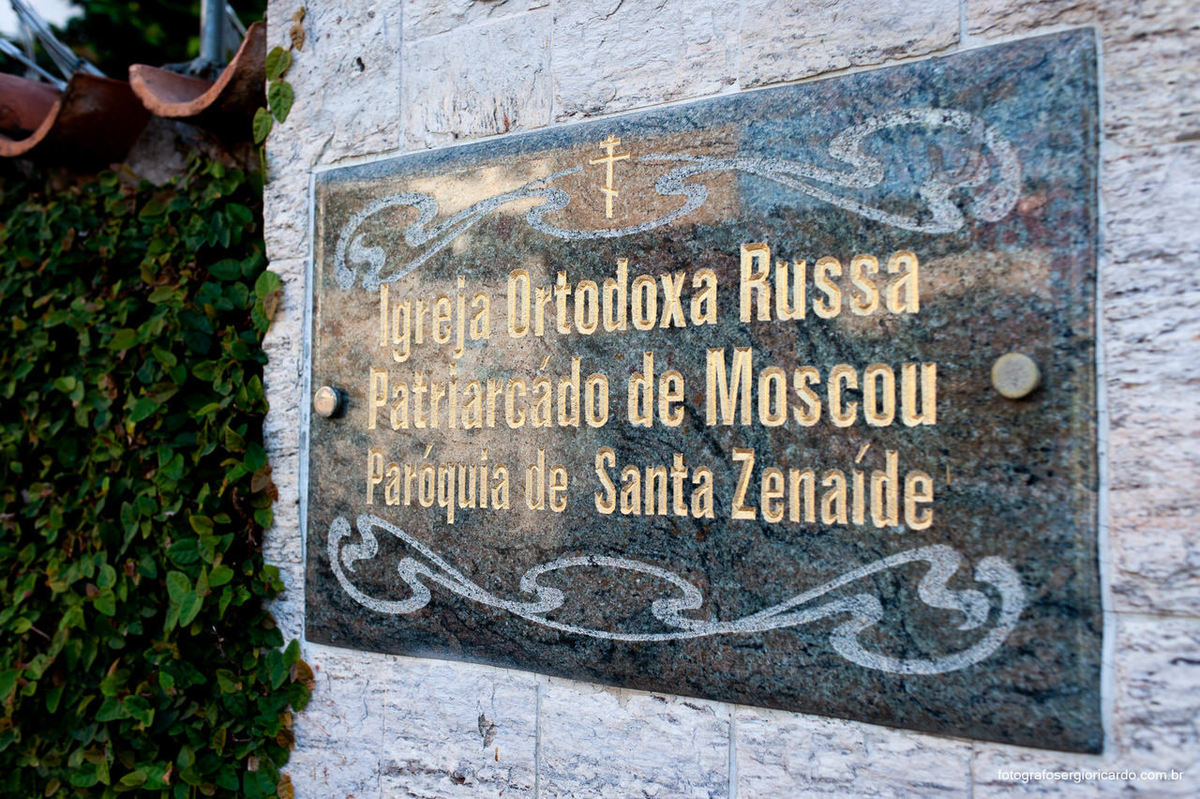 Igreja Ortodoxa Russa
Patriarcádo de Moscou
Paróquia de Santa Zenaíde
fotografosergioricardo.com.br